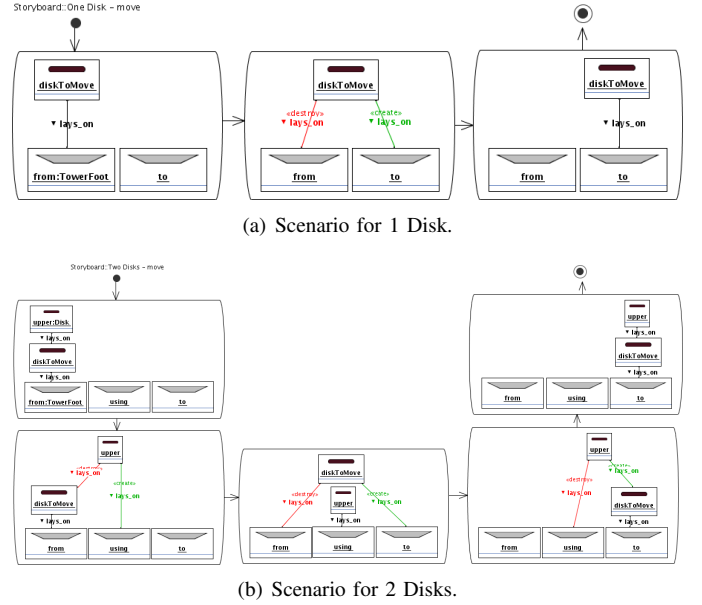 Storyboard::One Disk – move
diskToMove
▼ lays_on
from:TowerFoot
to
diskToMove
«destroy»
▼ lays_on
«create»
▼ lays_on
from
to
diskToMove
▼ lays_on
from
to
(a) Scenario for 1 Disk.
Storyboard::Two Disks – move
upper:Disk
▼ lays_on
diskToMove
▼ lays_on
from:TowerFoot
using
to
upper
«destroy»
▼ lays_on
«create»
▼ lays_on
diskToMove
▼ lays_on
from
using
to
diskToMove
«destroy»
▼ lays_on
upper
«create»
▼ lays_on
▼ lays_on
from
using
to
upper
«destroy»
▼ lays_on
«create»
▼ lays_on
diskToMove
▼ lays_on
from
using
to
upper
▼ lays_on
diskToMove
▼ lays_on
from
using
to
(b) Scenario for 2 Disks.